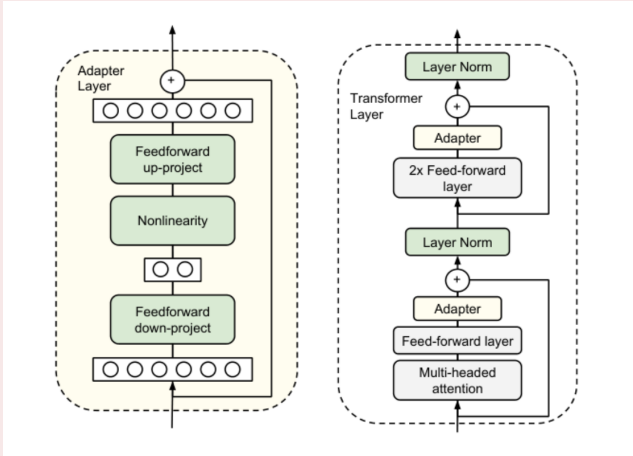 Adapter
Layer
+
Feedforward
up-project
Nonlinearity
Feedforward
down-project
Layer Norm
Transformer
Layer
+
Adapter
2x Feed-forward
layer
Layer Norm
+
Adapter
Feed-forward layer
Multi-headed
attention